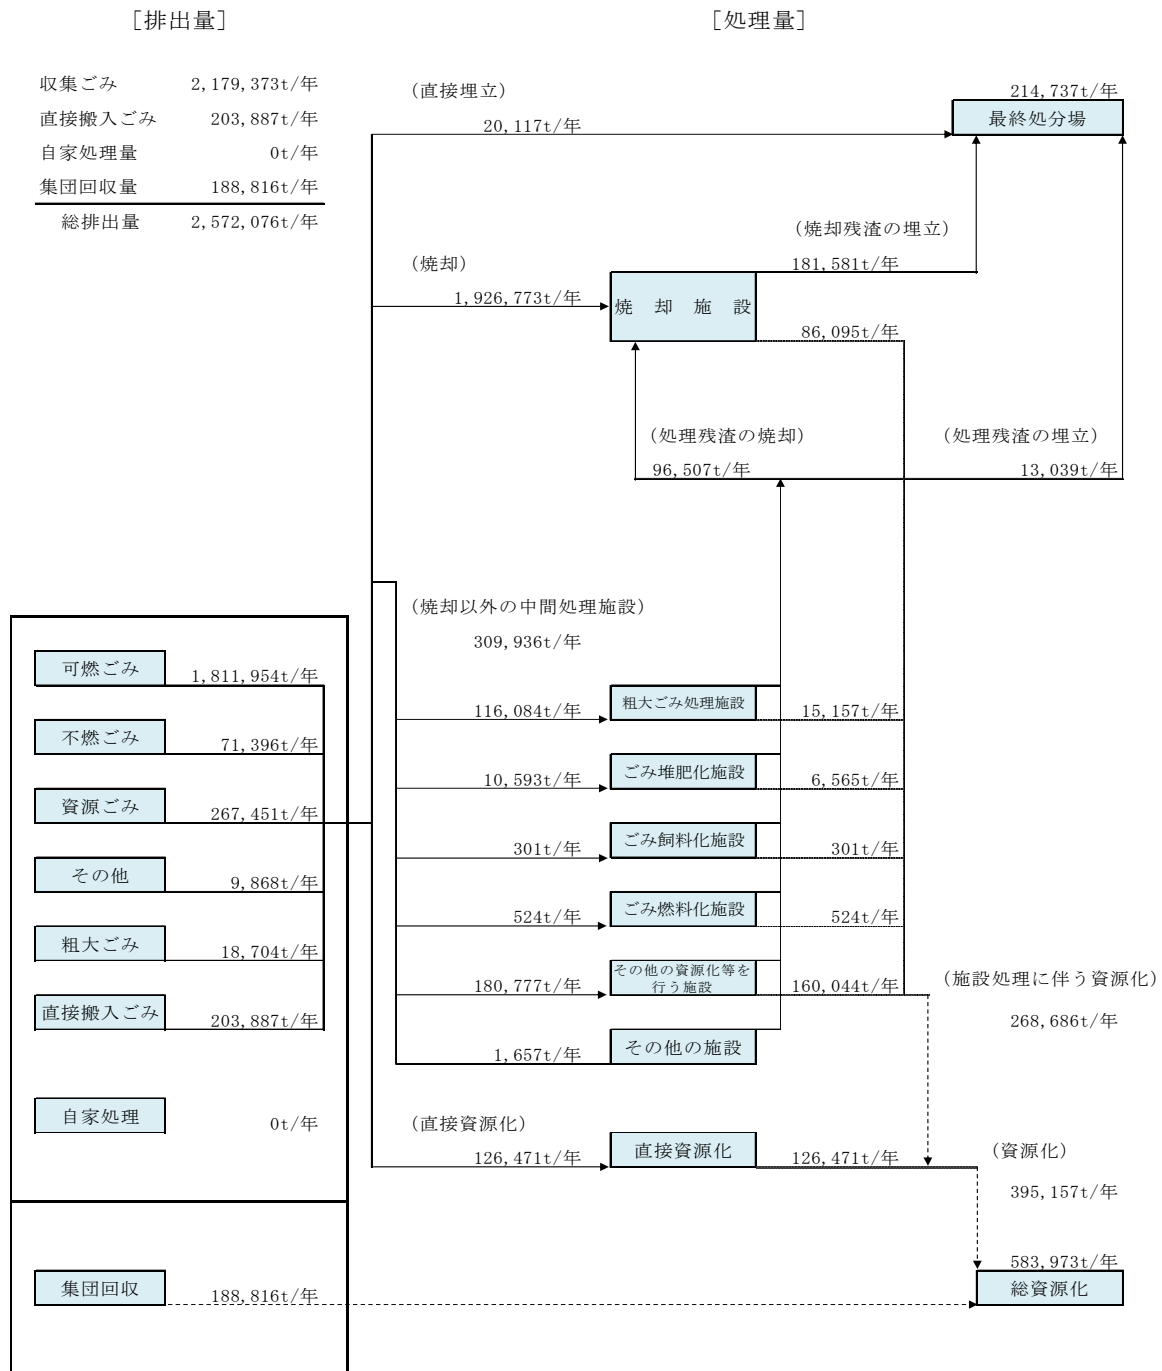 ［排出量］
［処理量］
収集ごみ 2,179,373t/年
直接搬入ごみ 203,887t/年
自家処理量 0t/年
集団回収量 188,816t/年
総排出量 2,572,076t/年
（直接埋立）
20,117t/年
214,737t/年
最終処分場
（焼却残渣の埋立）
181,581t/年
（焼却）
1,926,773t/年
焼却施設
86,095t/年
（処理残渣の焼却）
96,507t/年
（処理残渣の埋立）
13,039t/年
（焼却以外の中間処理施設）
309,936t/年
可燃ごみ 1,811,954t/年
不燃ごみ 71,396t/年
資源ごみ 267,451t/年
その他 9,868t/年
粗大ごみ 18,704t/年
直接搬入ごみ 203,887t/年
自家処理 0t/年
116,084t/年 粗大ごみ処理施設 15,157t/年
10,593t/年 ごみ堆肥化施設 6,565t/年
301t/年 ごみ飼料化施設 301t/年
524t/年 ごみ燃料化施設 524t/年
180,777t/年 その他の資源化等を
行う施設 160,044t/年
1,657t/年 その他の施設
（施設処理に伴う資源化）
268,686t/年
（直接資源化）
126,471t/年 直接資源化 126,471t/年
（資源化）
395,157t/年
583,973t/年
総資源化
集団回収 188,816t/年